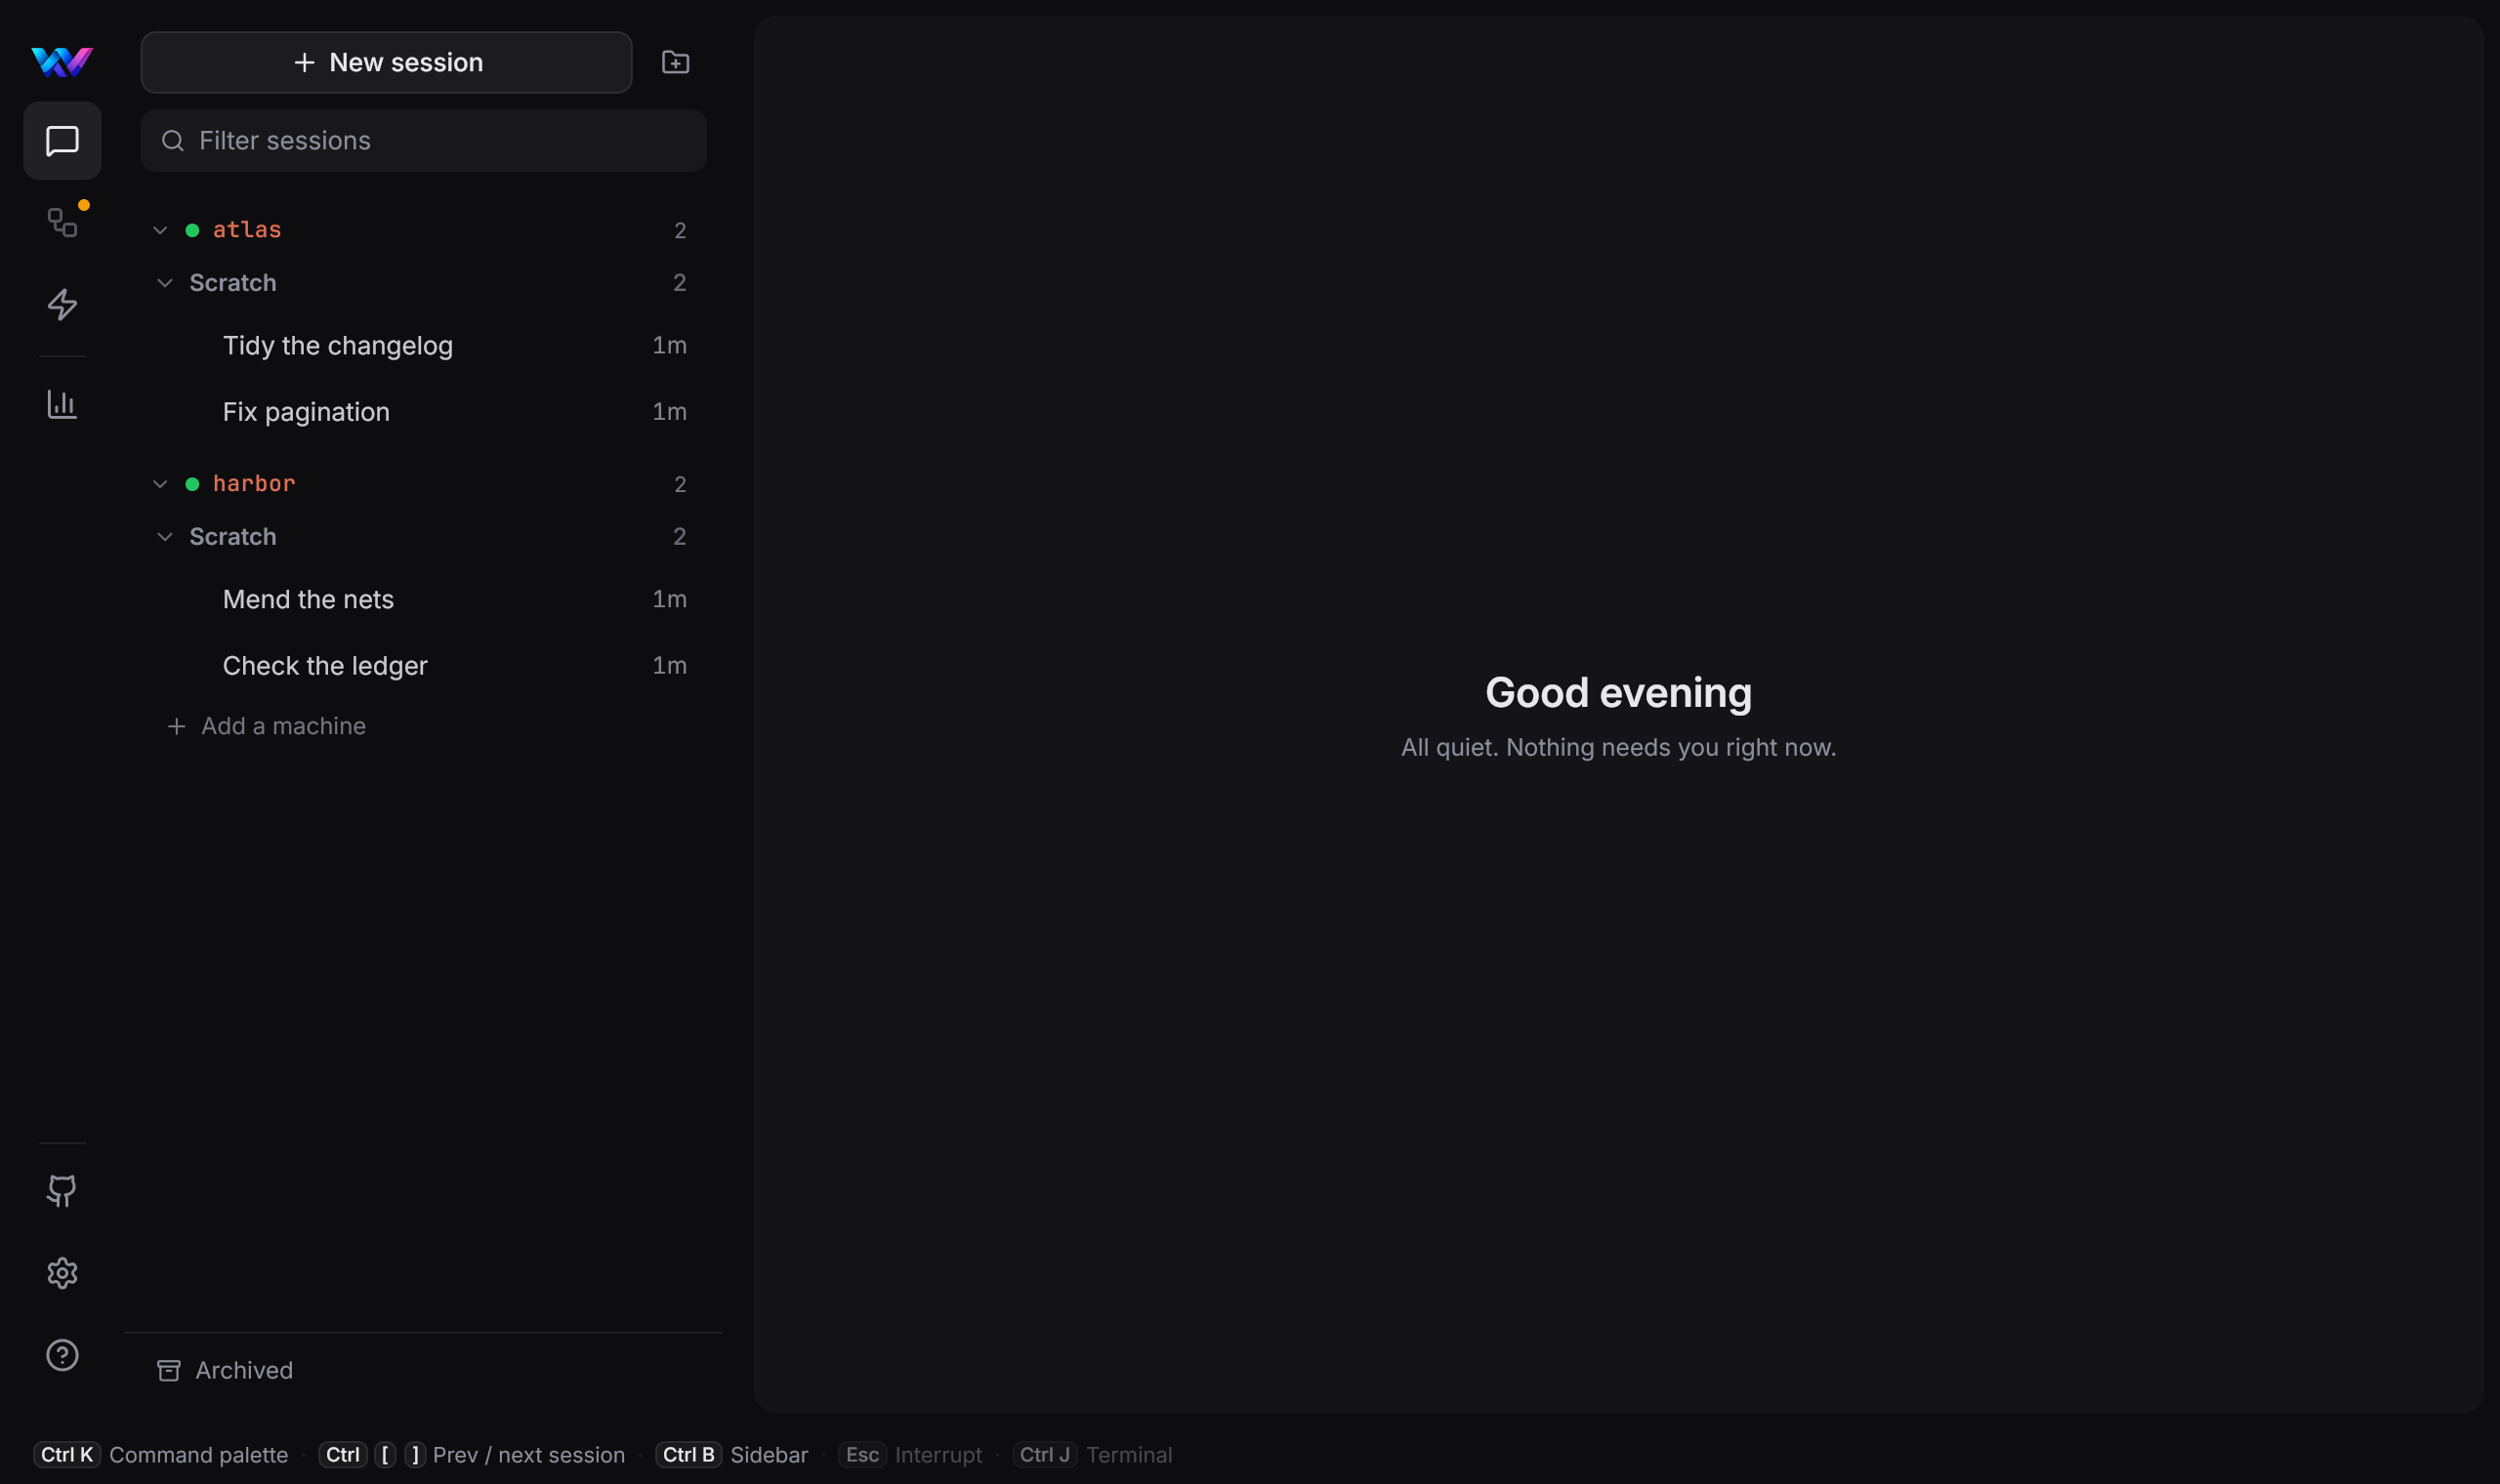 New session
Filter sessions
atlas 2
Scratch 2
Tidy the changelog 1m
Fix pagination 1m
harbor 2
Scratch 2
Mend the nets 1m
Check the ledger 1m
Add a machine
Good evening
All quiet. Nothing needs you right now.
Archived
Ctrl K Command palette · Ctrl [ ] Prev / next session · Ctrl B Sidebar · Esc Interrupt · Ctrl J Terminal